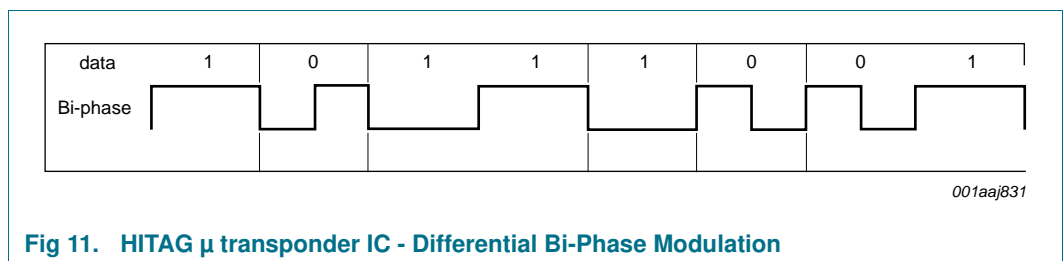 data 1 0 1 1 1 0 0 1
Bi-phase
001aaj831
Fig 11. HITAG µ transponder IC - Differential Bi-Phase Modulation